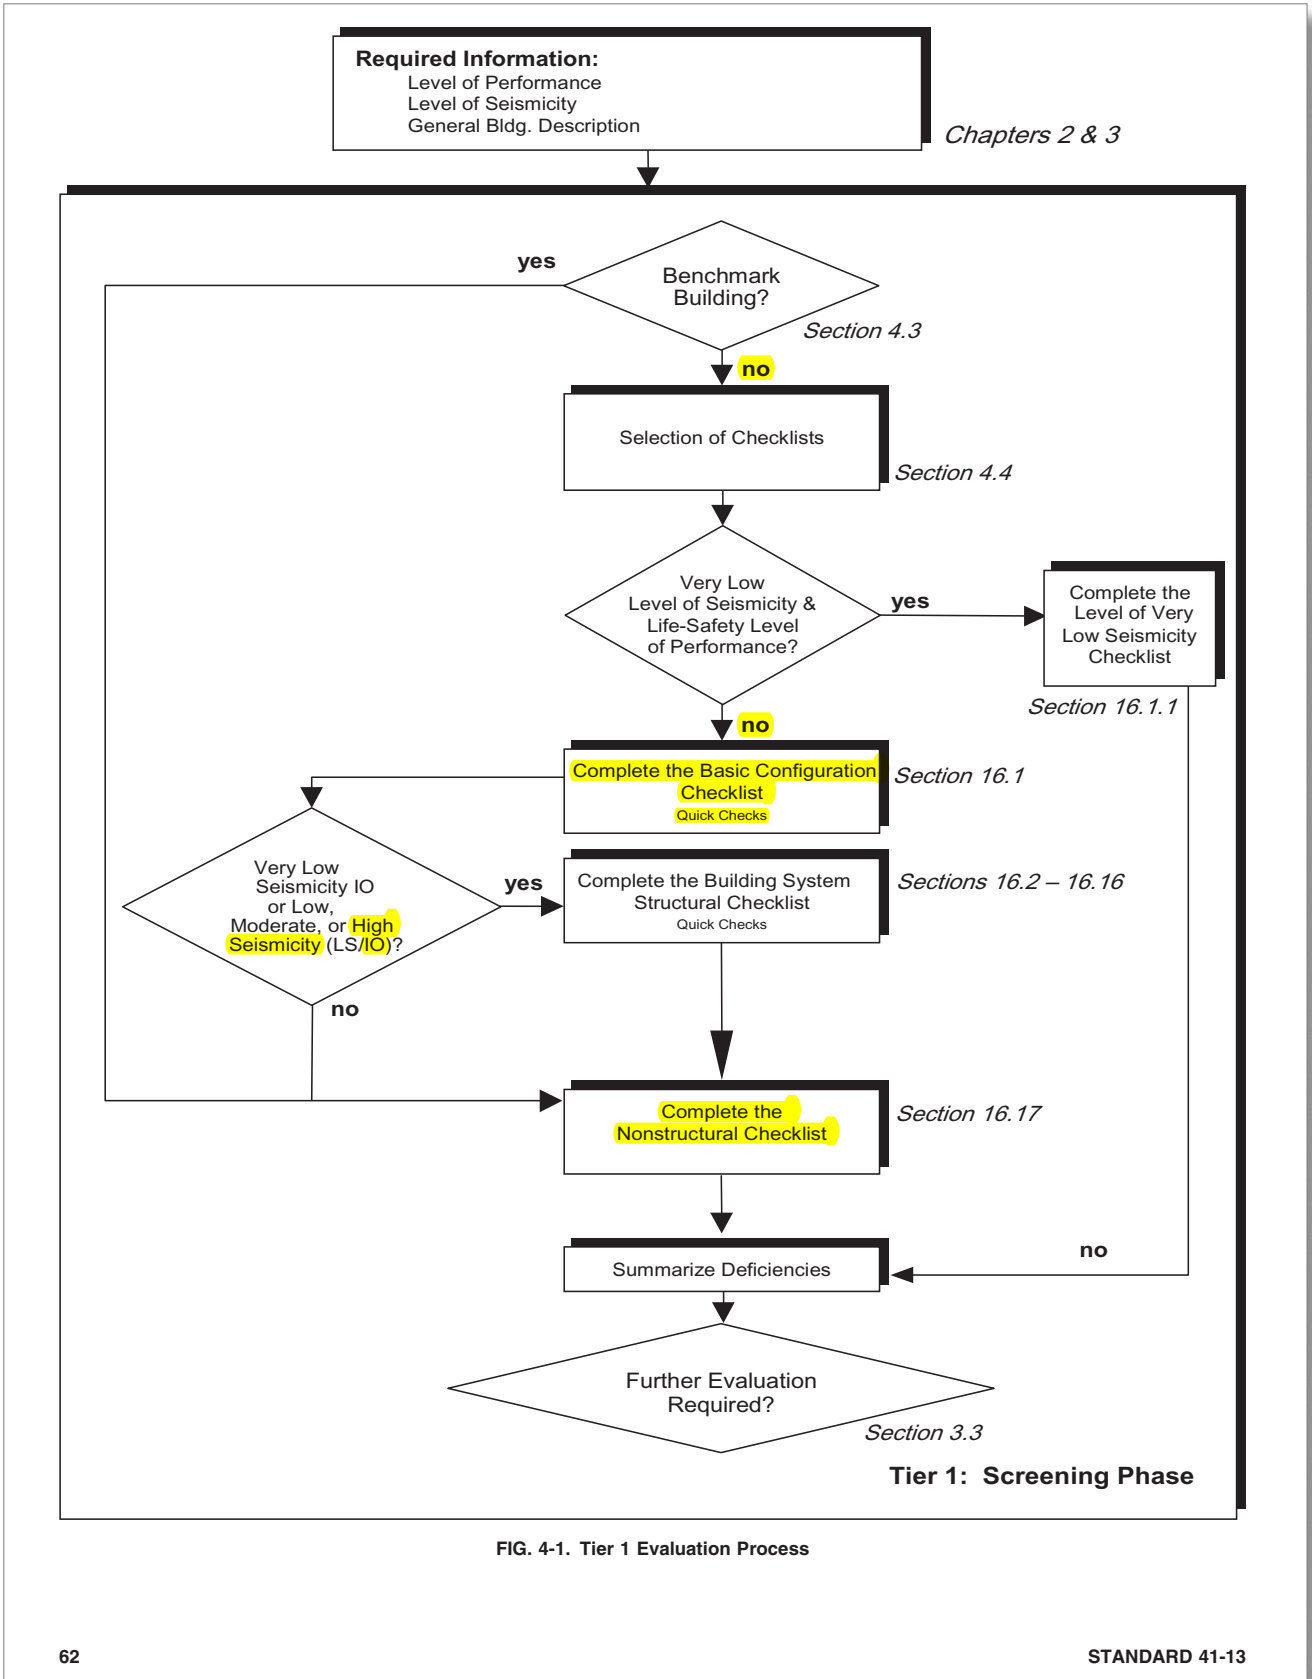 Required Information:
Level of Performance
Level of Seismicity
General Bldg. Description
Chapters 2 & 3
yes
Benchmark
Building?
Section 4.3
no
Selection of Checklists
Section 4.4
Very Low
Level of Seismicity &
Life-Safety Level
of Performance?
yes
Complete the
Level of Very
Low Seismicity
Checklist
Section 16.1.1
no
Complete the Basic Configuration
Checklist
Quick Checks
Section 16.1
Very Low
Seismicity IO
or Low,
Moderate, or High
Seismicity (LS/IO)?
yes
Complete the Building System
Structural Checklist
Quick Checks
Sections 16.2 – 16.16
no
Complete the
Nonstructural Checklist
Section 16.17
no
Summarize Deficiencies
Further Evaluation
Required?
Section 3.3
Tier 1: Screening Phase
FIG. 4-1. Tier 1 Evaluation Process
62
STANDARD 41-13